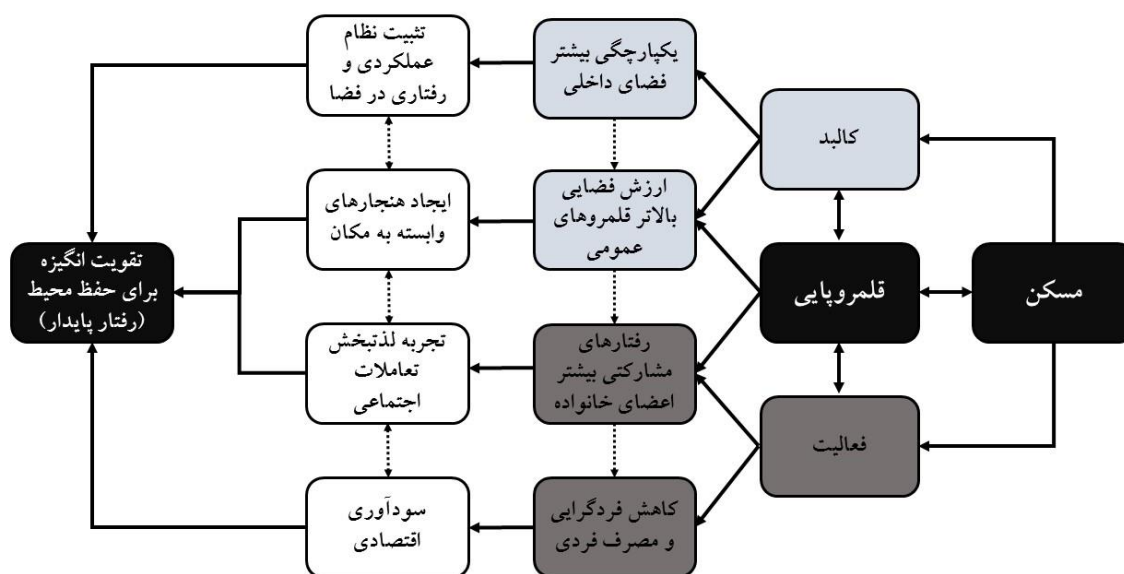 مسکن
کالبد
قلمروپایی
فعالیت
یکپارچگی بیشتر
فضای داخلی
ارزش فضایی
بالاتر قلمروهای
عمومی
رفتارهای
مشارکتی بیشتر
اعضای خانواده
کاهش فردگرایی
و مصرف فردی
تثبیت نظام
عملکردی و
رفتاری در فضا
ایجاد هنجارهای
وابسته به مکان
تجربه لذتبخش
تعاملات
اجتماعی
سودآوری
اقتصادی
تقویت انگیزه
برای حفظ محیط
(رفتار پایدار)